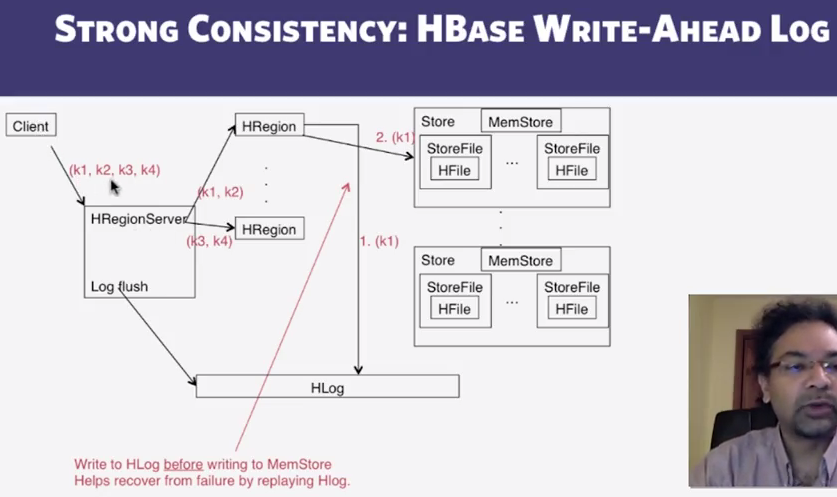 STRONG CONSISTENCY: HBASE WRITE-AHEAD LOG
Client
(k1, k2, k3, k4)
HRegionServer
Log flush
(k1, k2)
(k3, k4)
HRegion
.
.
.
HRegion
2. (k1)
1. (k1)
Store
MemStore
StoreFile
HFile
...
StoreFile
HFile
.
.
.
Store
MemStore
StoreFile
HFile
...
StoreFile
HFile
HLog
Write to HLog before writing to MemStore
Helps recover from failure by replaying Hlog.